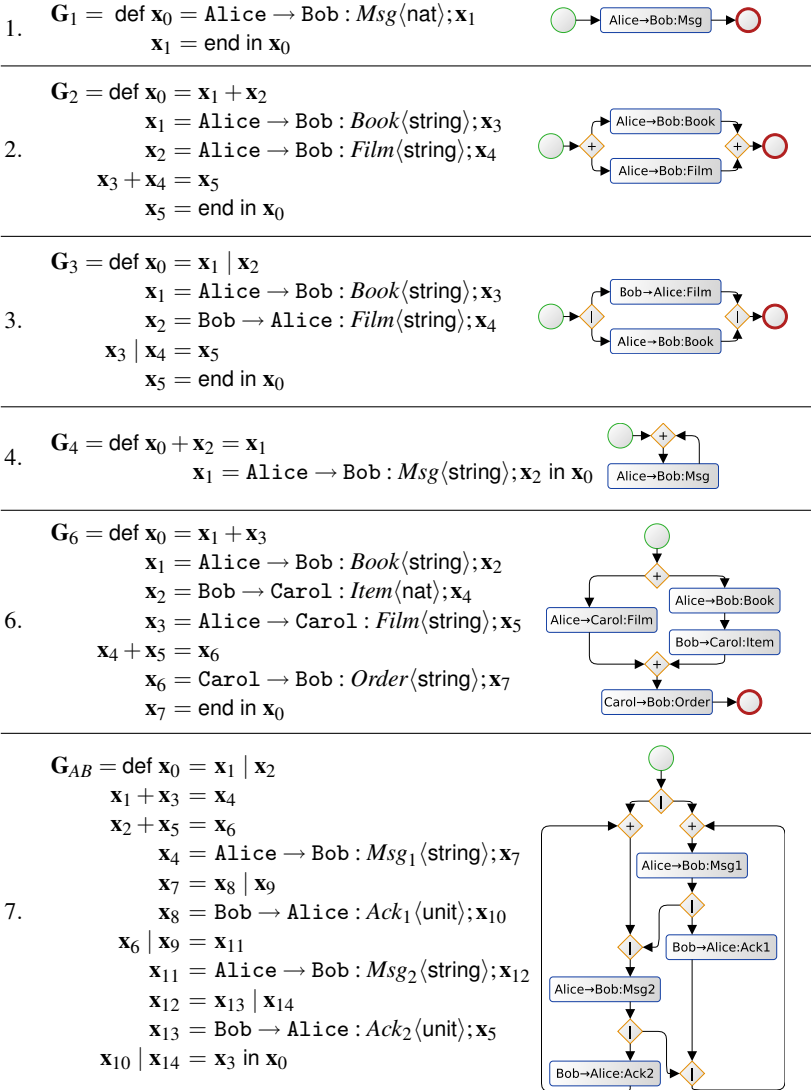 1.
G₁ = def x₀ = Alice → Bob : Msg⟨nat⟩; x₁
x₁ = end in x₀
Alice→Bob:Msg
2.
G₂ = def x₀ = x₁ + x₂
x₁ = Alice → Bob : Book⟨string⟩; x₃
x₂ = Alice → Bob : Film⟨string⟩; x₄
x₃ + x₄ = x₅
x₅ = end in x₀
Alice→Bob:Book
+ +
Alice→Bob:Film
3.
G₃ = def x₀ = x₁ | x₂
x₁ = Alice → Bob : Book⟨string⟩; x₃
x₂ = Bob → Alice : Film⟨string⟩; x₄
x₃ | x₄ = x₅
x₅ = end in x₀
Bob→Alice:Film
| |
Alice→Bob:Book
4.
G₄ = def x₀ + x₂ = x₁
x₁ = Alice → Bob : Msg⟨string⟩; x₂ in x₀
+
Alice→Bob:Msg
6.
G₆ = def x₀ = x₁ + x₃
x₁ = Alice → Bob : Book⟨string⟩; x₂
x₂ = Bob → Carol : Item⟨nat⟩; x₄
x₃ = Alice → Carol : Film⟨string⟩; x₅
x₄ + x₅ = x₆
x₆ = Carol → Bob : Order⟨string⟩; x₇
x₇ = end in x₀
+
Alice→Bob:Book
Alice→Carol:Film
Bob→Carol:Item
+
Carol→Bob:Order
7.
G_AB = def x₀ = x₁ | x₂
x₁ + x₃ = x₄
x₂ + x₅ = x₆
x₄ = Alice → Bob : Msg₁⟨string⟩; x₇
x₇ = x₈ | x₉
x₈ = Bob → Alice : Ack₁⟨unit⟩; x₁₀
x₆ | x₉ = x₁₁
x₁₁ = Alice → Bob : Msg₂⟨string⟩; x₁₂
x₁₂ = x₁₃ | x₁₄
x₁₃ = Bob → Alice : Ack₂⟨unit⟩; x₅
x₁₀ | x₁₄ = x₃ in x₀
|
+ +
Alice→Bob:Msg1
|
| Bob→Alice:Ack1
Alice→Bob:Msg2
|
Bob→Alice:Ack2 |